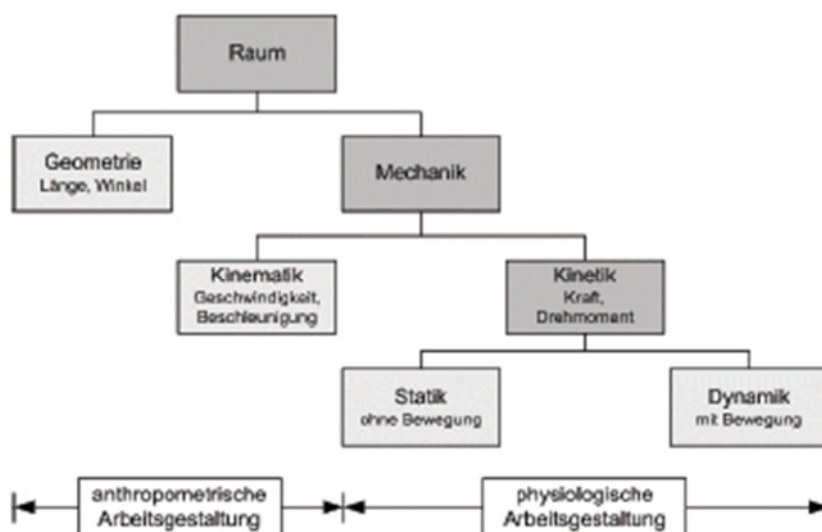 Raum
Geometrie
Länge, Winkel
Mechanik
Kinematik
Geschwindigkeit,
Beschleunigung
Kinetik
Kraft,
Drehmoment
Statik
ohne Bewegung
Dynamik
mit Bewegung
anthropometrische
Arbeitsgestaltung
physiologische
Arbeitsgestaltung